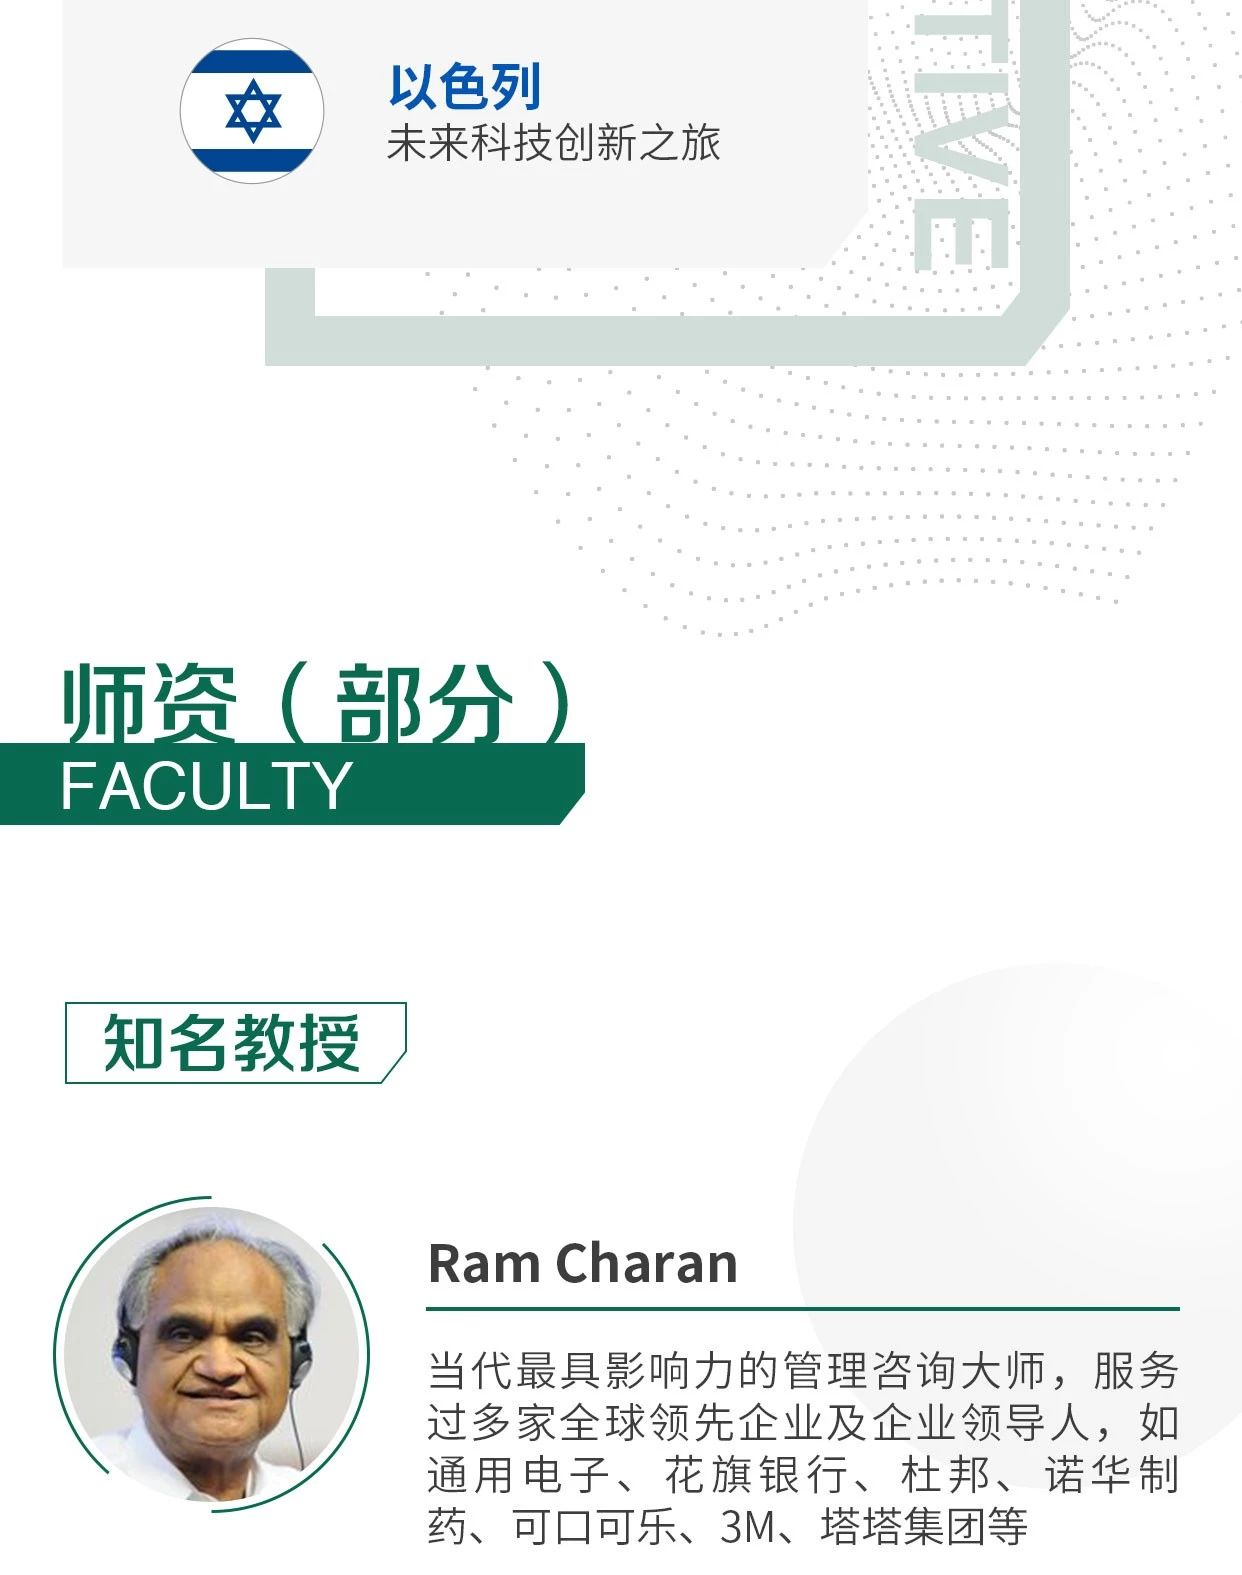 以色列
未来科技创新之旅
TIVE
师资（部分）
FACULTY
知名教授
Ram Charan
当代最具影响力的管理咨询大师，服务
过多家全球领先企业及企业领导人，如
通用电子、花旗银行、杜邦、诺华制
药、可口可乐、3M、塔塔集团等